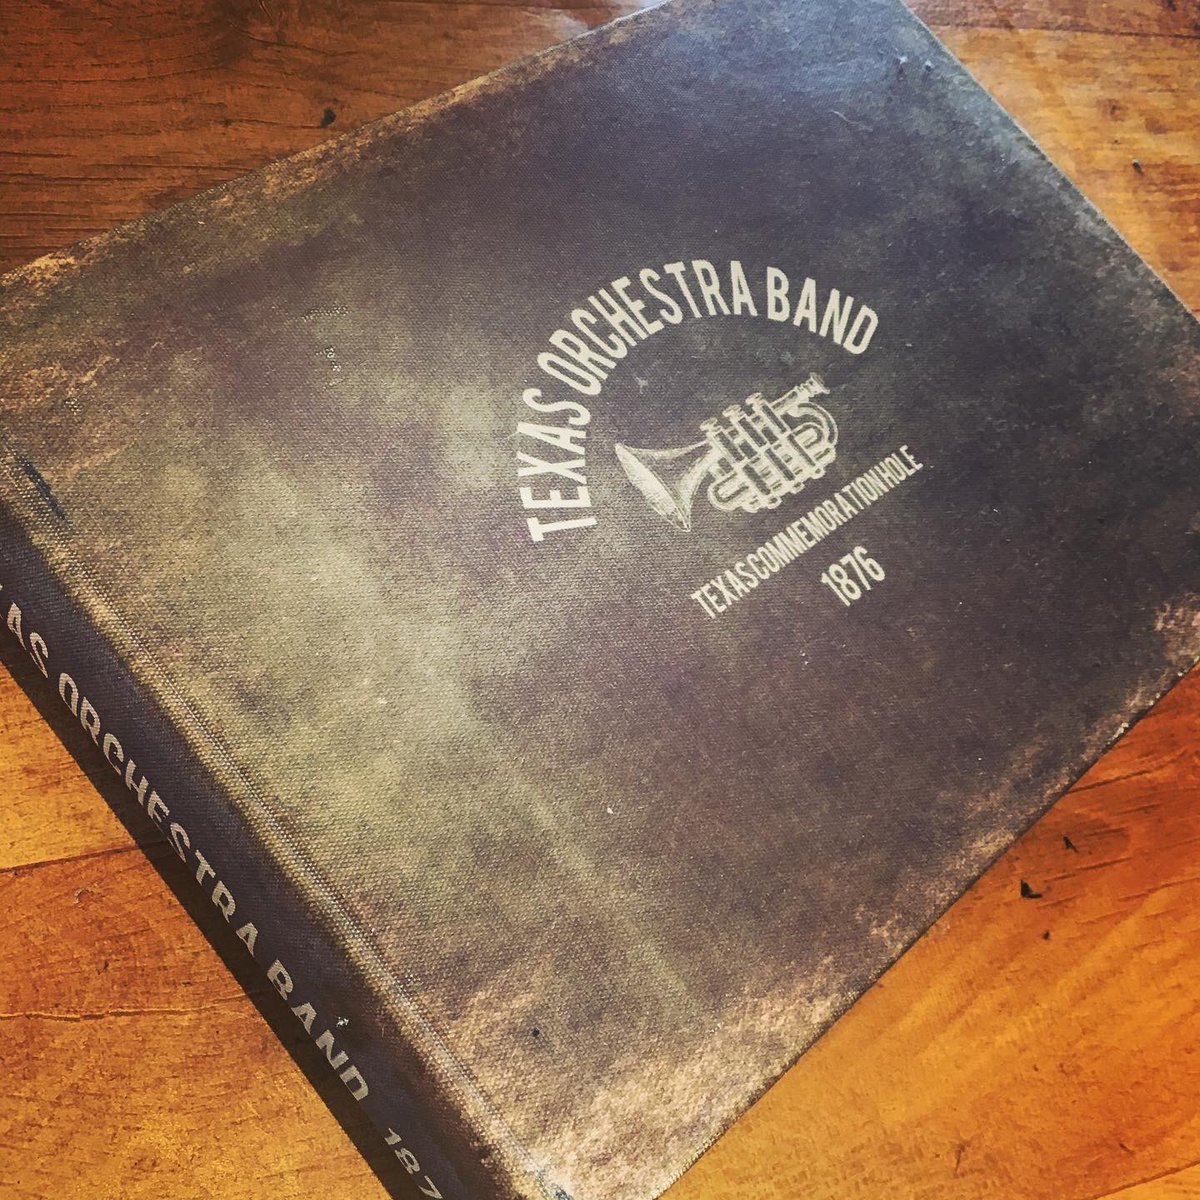 TEXAS ORCHESTRA BAND
TEXASCOMMEMORATIONHOLE
1876
AS ORCHESTRA BAND 187